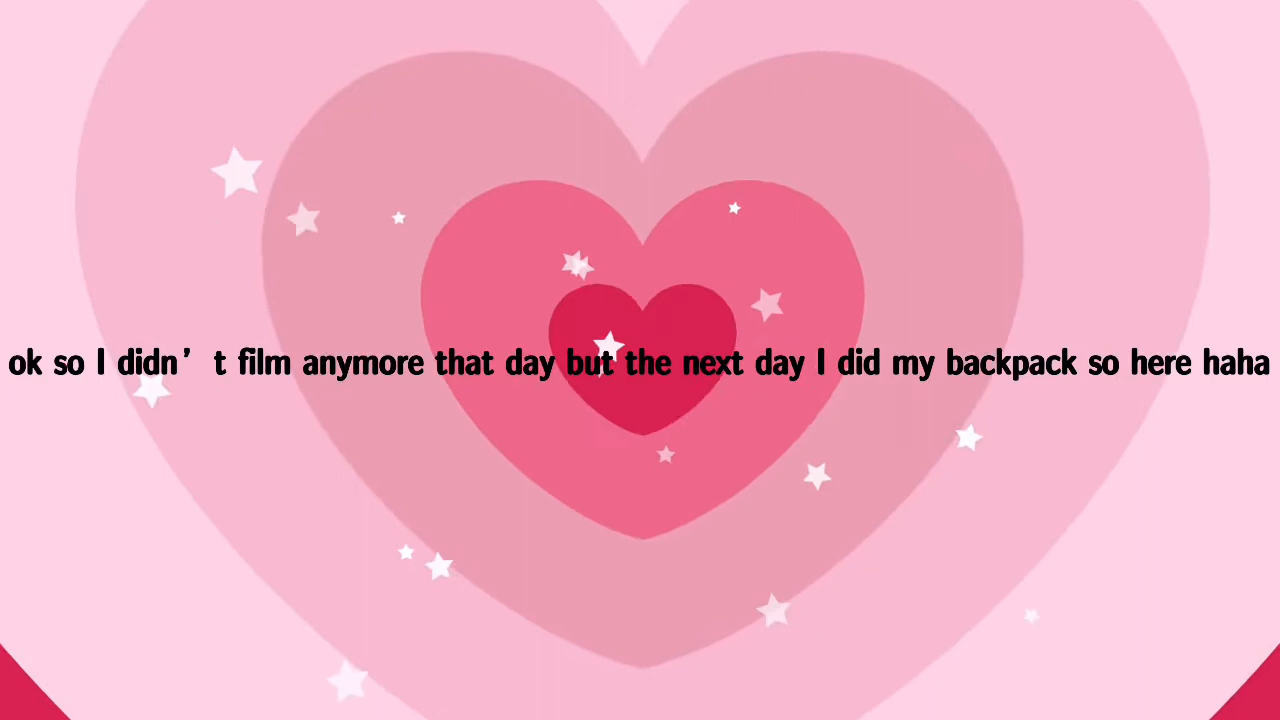 ok so I didn’t film anymore that day but the next day I did my backpack so here haha